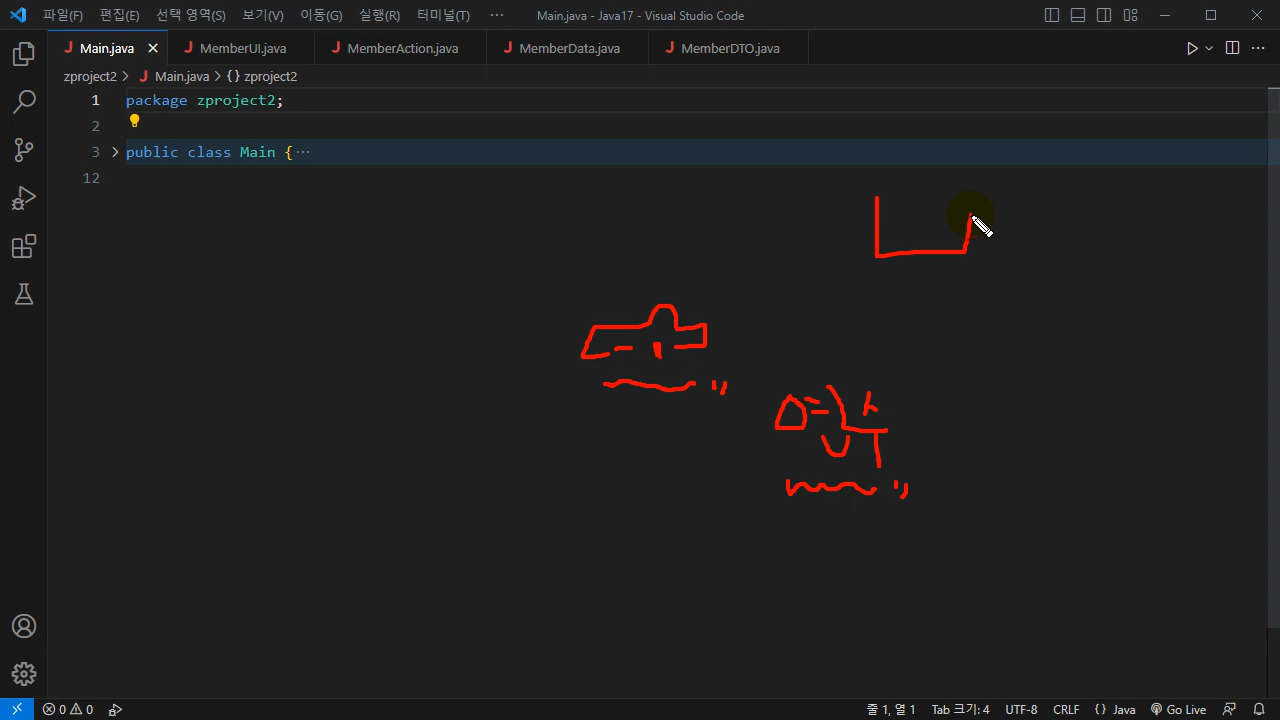 파일(F) 편집(E) 선택 영역(S) 보기(V) 이동(G) 실행(R) 터미널(T) ··· Main.java - Java17 - Visual Studio Code
J Main.java J MemberUI.java J MemberAction.java J MemberData.java J MemberDTO.java
zproject2 > J Main.java > {} zproject2
1 package zproject2;
2
3 public class Main { ···
12
0 0 줄 1, 열 1 Tab 크기: 4 UTF-8 CRLF {} Java Go Live